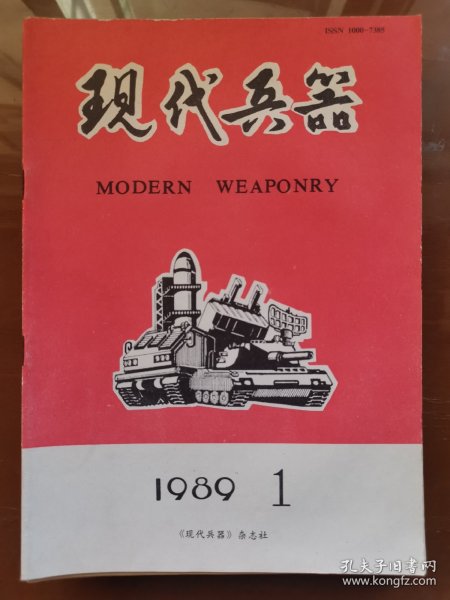 ISSN 1000-7385
现代兵器
MODERN WEAPONRY
1989 1
《现代兵器》杂志社
孔夫子旧书网
www.kongfz.com